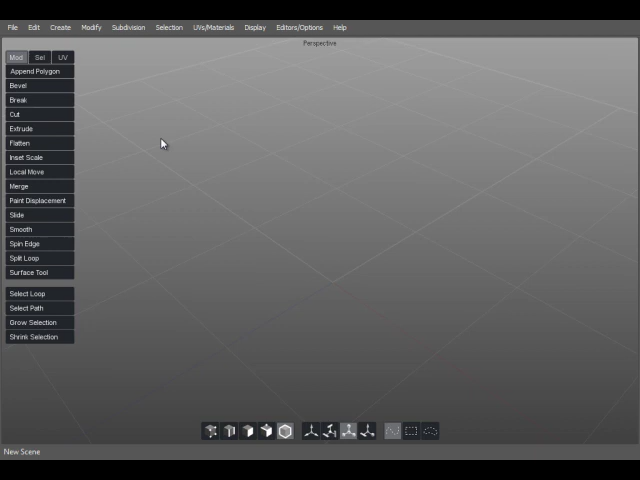 File Edit Create Modify Subdivision Selection UVs/Materials Display Editors/Options Help
Perspective
Mod Sel UV
Append Polygon
Bevel
Break
Cut
Extrude
Flatten
Inset Scale
Local Move
Merge
Paint Displacement
Slide
Smooth
Spin Edge
Split Loop
Surface Tool
Select Loop
Select Path
Grow Selection
Shrink Selection
New Scene